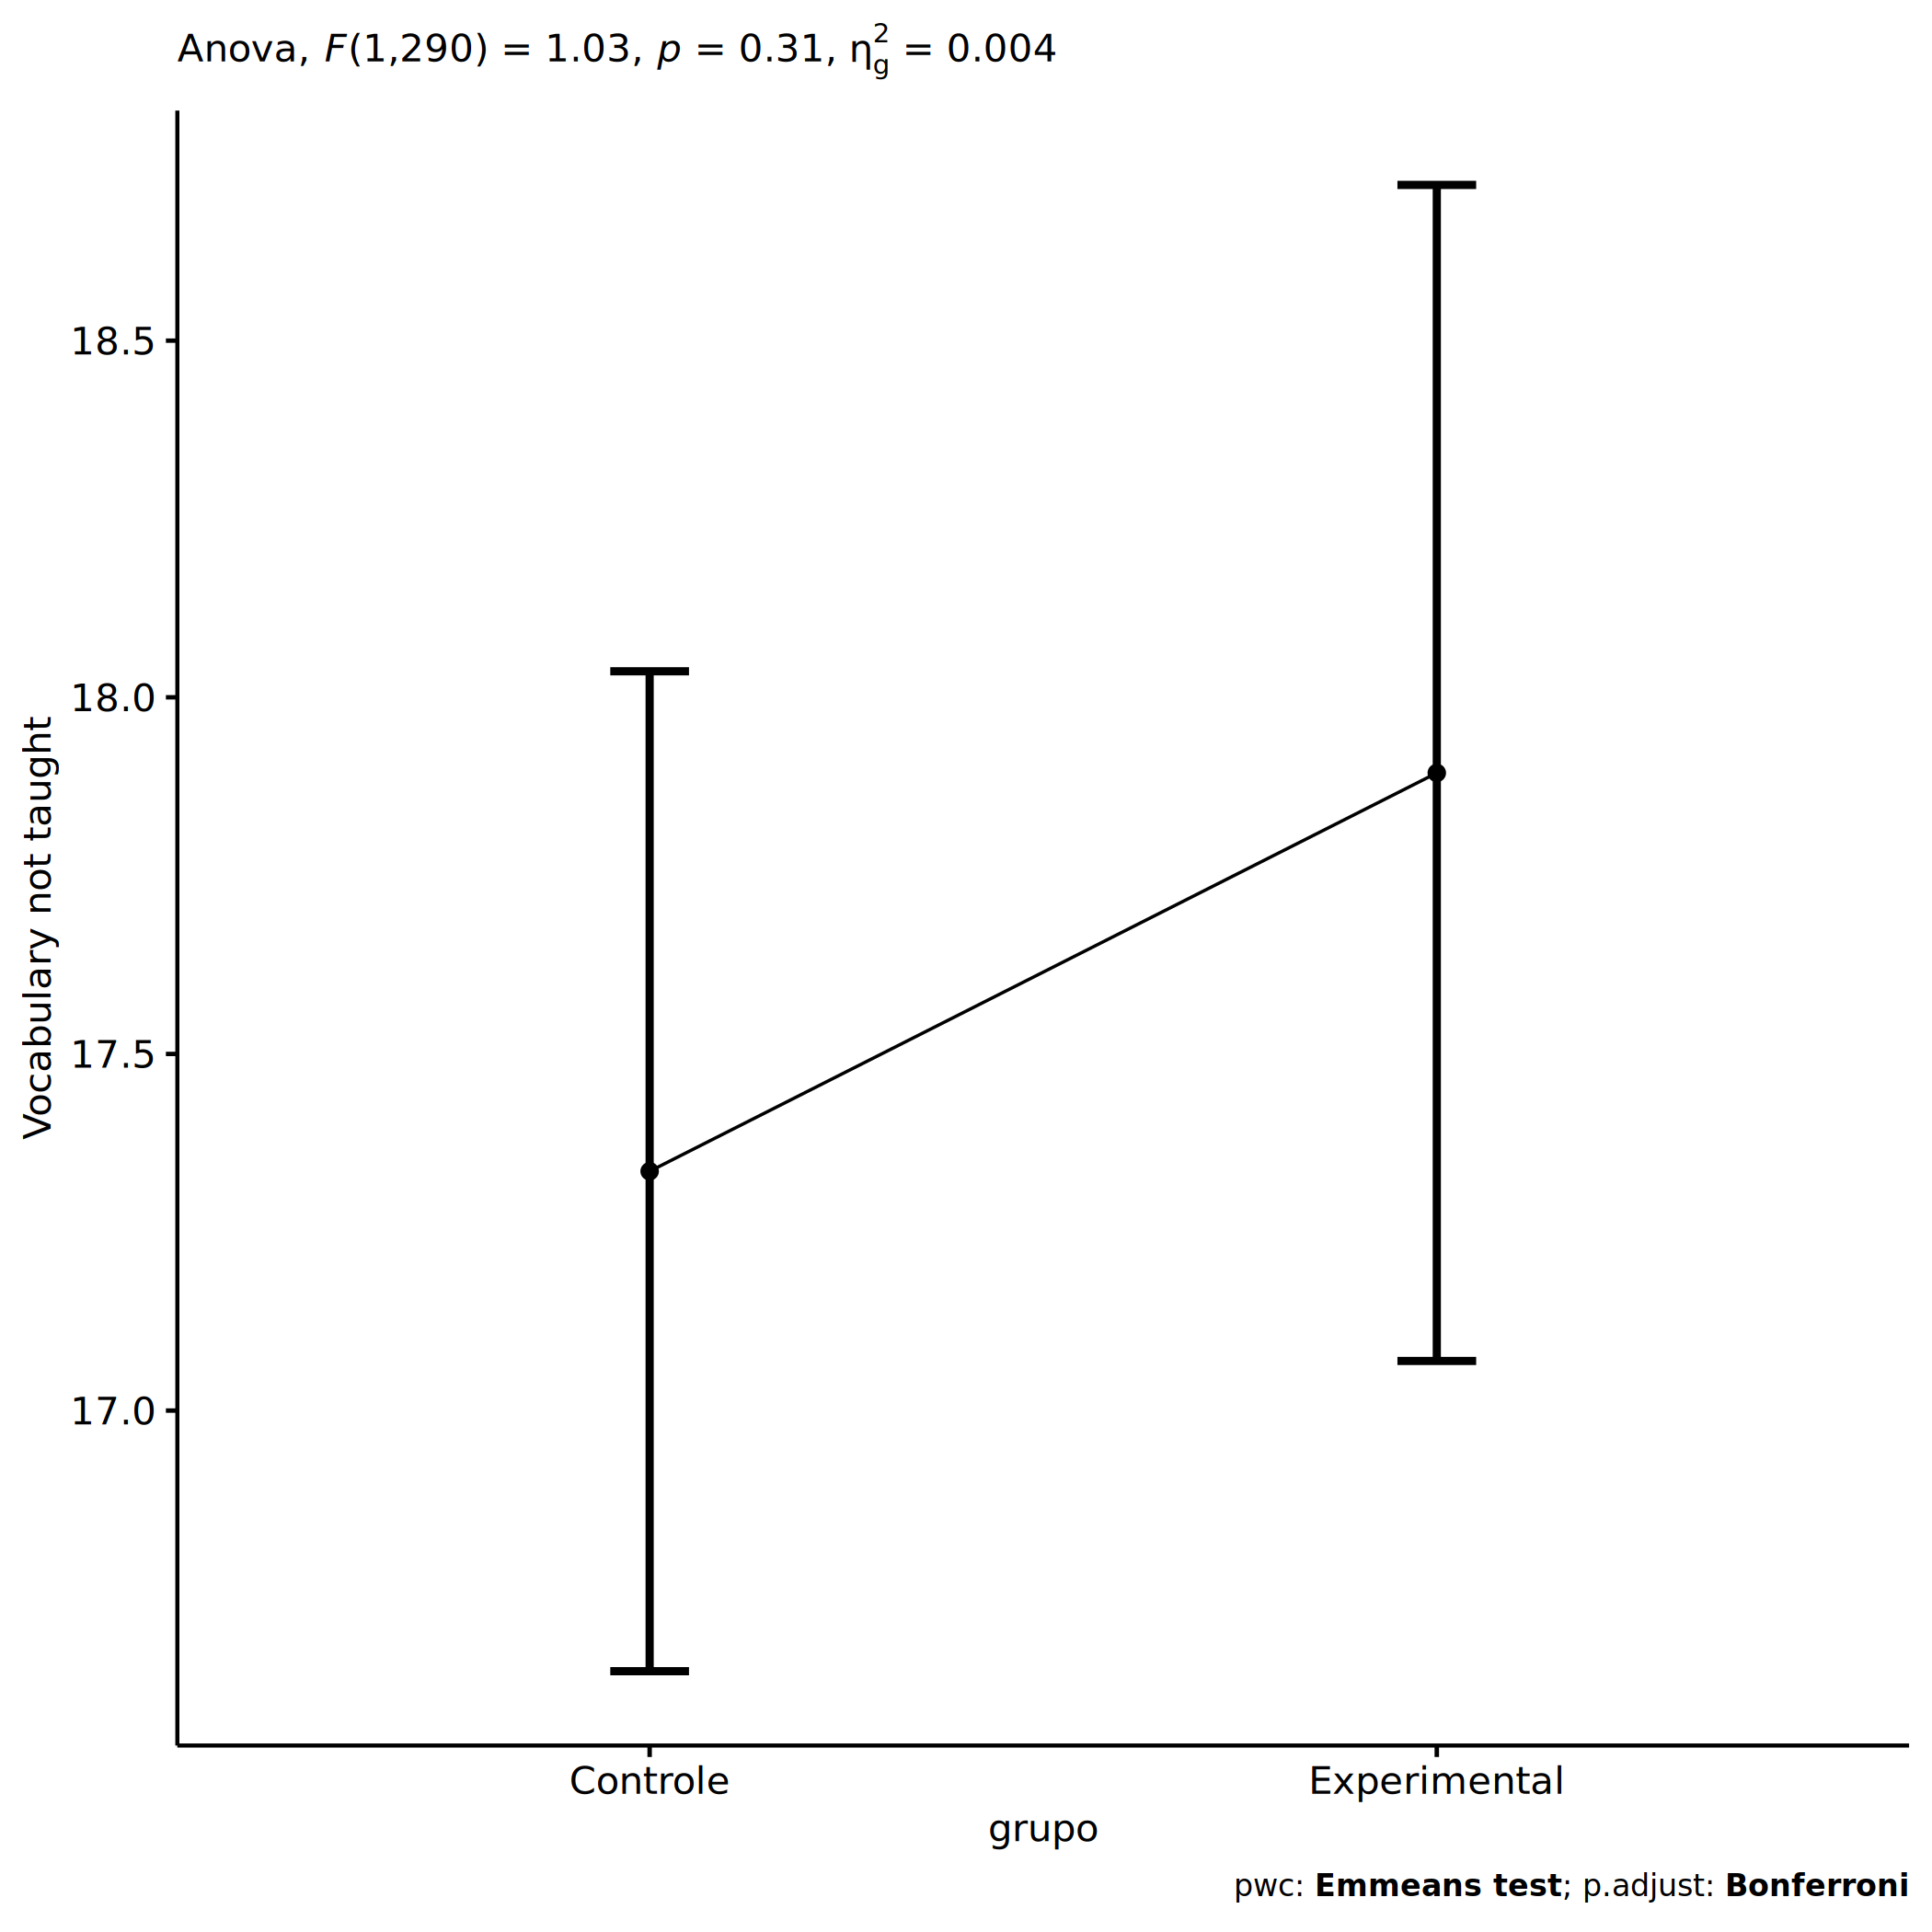 Anova, F(1,290) = 1.03, p = 0.31, η²g = 0.004
Vocabulary not taught
18.5
18.0
17.5
17.0
Controle Experimental
grupo
pwc: Emmeans test; p.adjust: Bonferroni